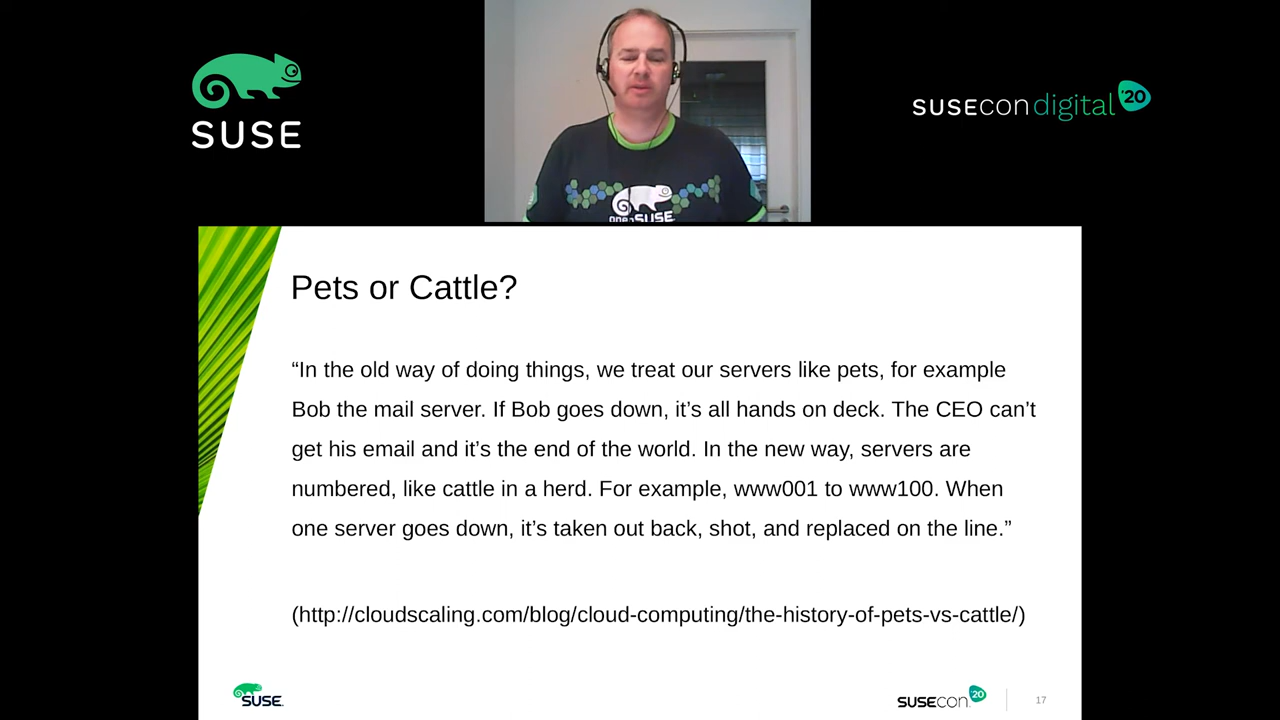 SUSE
SUSEcon digital '20
openSUSE
Pets or Cattle?
“In the old way of doing things, we treat our servers like pets, for example
Bob the mail server. If Bob goes down, it’s all hands on deck. The CEO can’t
get his email and it’s the end of the world. In the new way, servers are
numbered, like cattle in a herd. For example, www001 to www100. When
one server goes down, it’s taken out back, shot, and replaced on the line.”
(http://cloudscaling.com/blog/cloud-computing/the-history-of-pets-vs-cattle/)
SUSE.
SUSEcon. '20
17